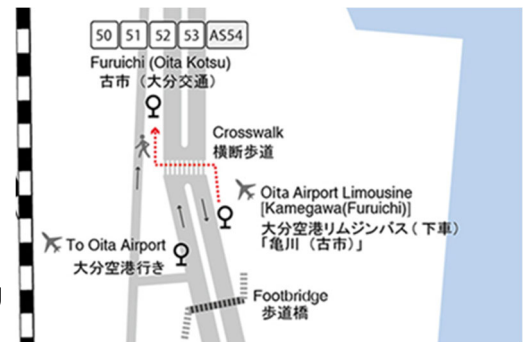 50 51 52 53 AS54
Furuichi (Oita Kotsu)
古市 (大分交通)
Crosswalk
横断歩道
Oita Airport Limousine
[Kamegawa(Furuichi)]
大分空港リムジンバス(下車)
「亀川 (古市)」
To Oita Airport
大分空港行き
Footbridge
歩道橋